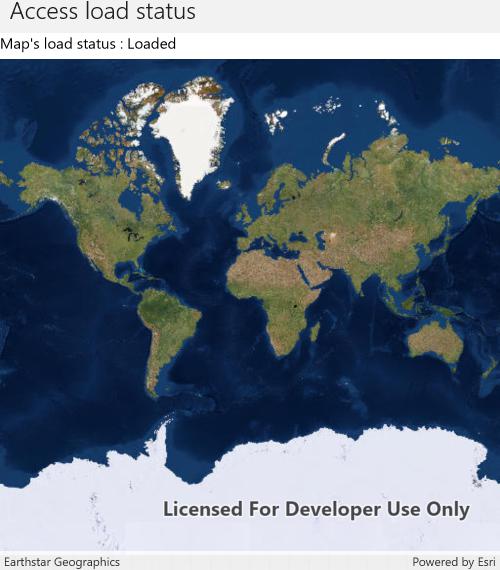 Access load status
Map's load status : Loaded
Licensed For Developer Use Only
Earthstar Geographics
Powered by Esri